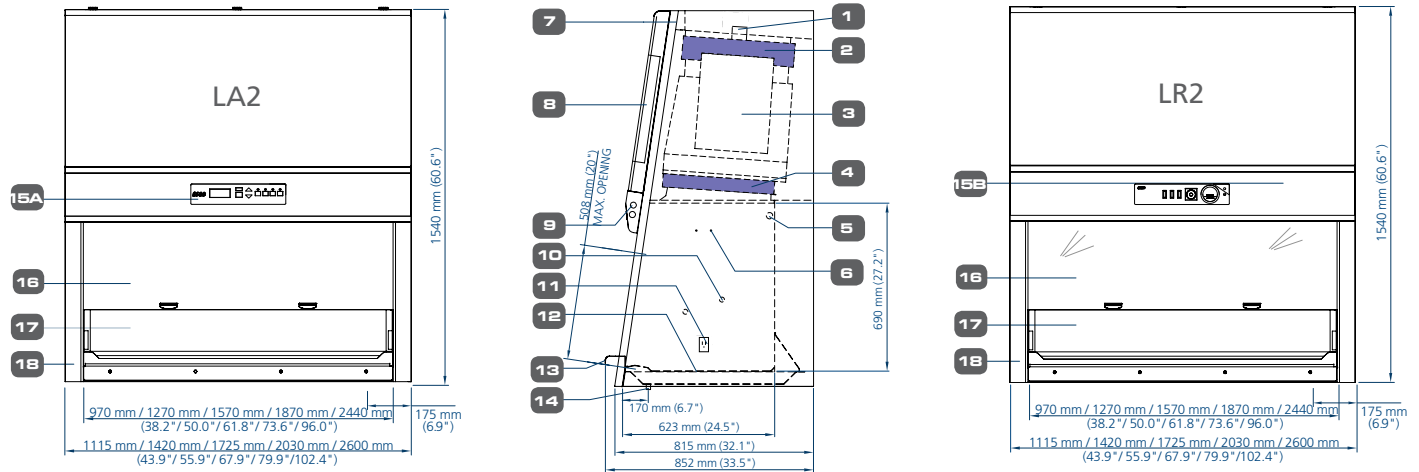 LA2
15A
16
17
18
1540 mm (60.6")
970 mm / 1270 mm / 1570 mm / 1870 mm / 2440 mm
(38.2"/ 50.0"/ 61.8"/ 73.6"/ 96.0")
175 mm
(6.9")
1115 mm / 1420 mm / 1725 mm / 2030 mm / 2600 mm
(43.9"/ 55.9"/ 67.9"/ 79.9"/102.4")
7
8
9
10
11
12
13
14
1
2
3
4
5
6
508 mm (20")
MAX. OPENING
690 mm (27.2")
170 mm (6.7")
623 mm (24.5")
815 mm (32.1")
852 mm (33.5")
LR2
15B
16
17
18
1540 mm (60.6")
970 mm / 1270 mm / 1570 mm / 1870 mm / 2440 mm
(38.2"/ 50.0"/ 61.8"/ 73.6"/ 96.0")
175 mm
(6.9")
1115 mm / 1420 mm / 1725 mm / 2030 mm / 2600 mm
(43.9"/ 55.9"/ 67.9"/ 79.9"/102.4")